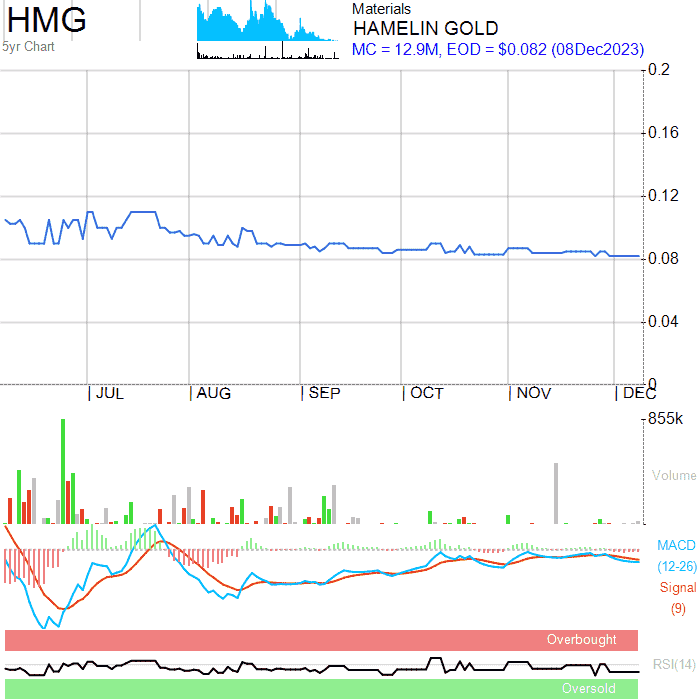 HMG
5yr Chart
Materials
HAMELIN GOLD
MC = 12.9M, EOD = $0.082 (08Dec2023)
0.2
0.16
0.12
0.08
0.04
0
JUL
AUG
SEP
OCT
NOV
DEC
855k
Volume
MACD
(12-26)
Signal
(9)
Overbought
RSI(14)
Oversold